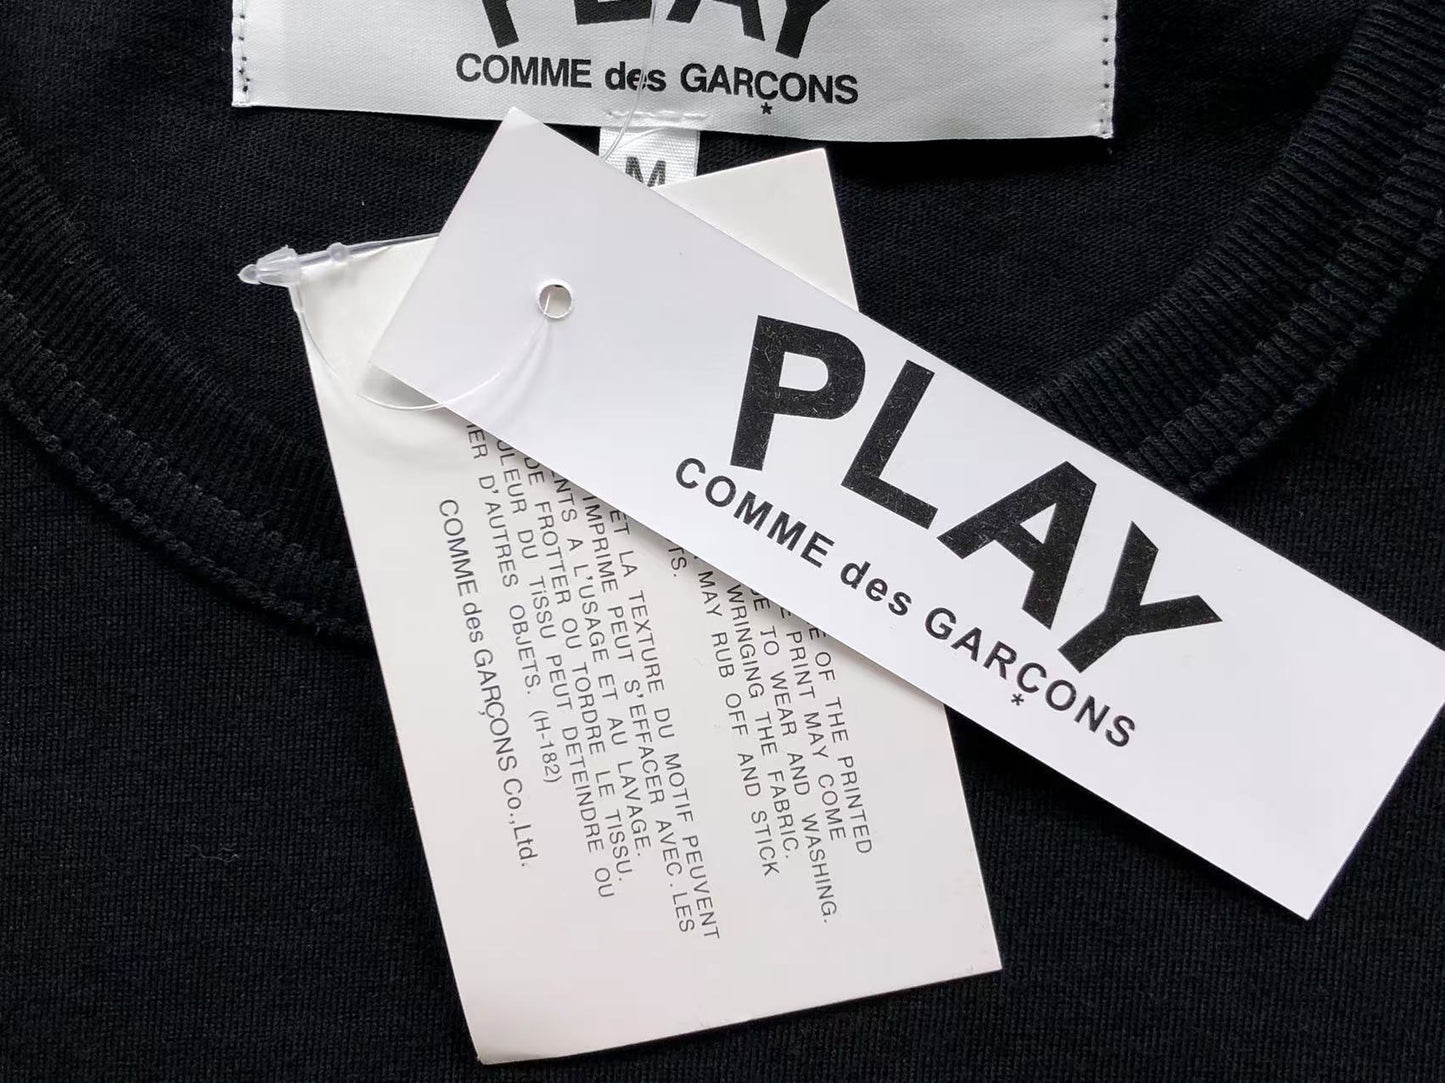 COMME des GARÇONS
M
PLAY
COMME des GARÇONS
OF THE PRINTED
PRINT MAY COME
TO WEAR AND WASHING.
WRINGING THE FABRIC.
MAY RUB OFF AND STICK
ET LA TEXTURE DU MOTIF PEUVENT
IMPRIME PEUT S'EFFACER AVEC.LES
A L'USAGE ET AU LAVAGE.
DE FROTTER OU TORDRE LE TISSU.
DU TiSSU PEUT DETEINDRE OU
D'AUTRES OBJETS. (H-182)
COMME des GARÇONS Co.,Ltd.